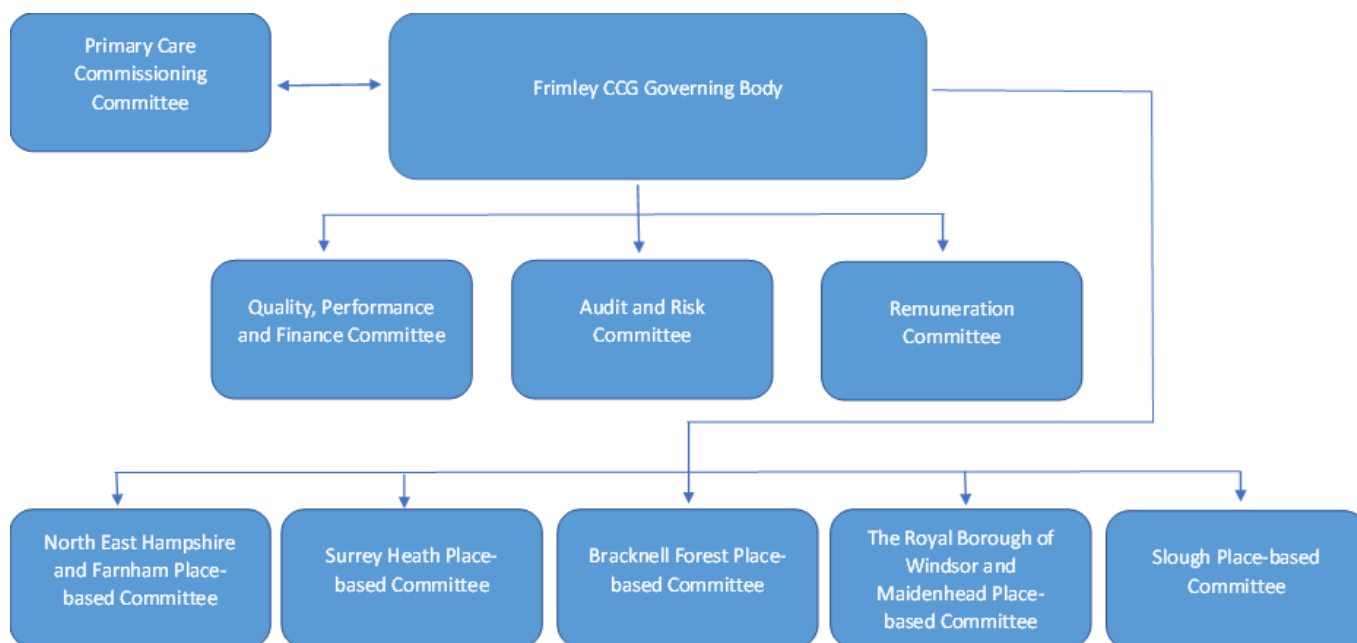 Primary Care
Commissioning
Committee
Frimley CCG Governing Body
Quality, Performance
and Finance Committee
Audit and Risk
Committee
Remuneration
Committee
North East Hampshire
and Farnham Place-
based Committee
Surrey Heath Place-
based Committee
Bracknell Forest Place-
based Committee
The Royal Borough of
Windsor and
Maidenhead Place-
based Committee
Slough Place-based
Committee